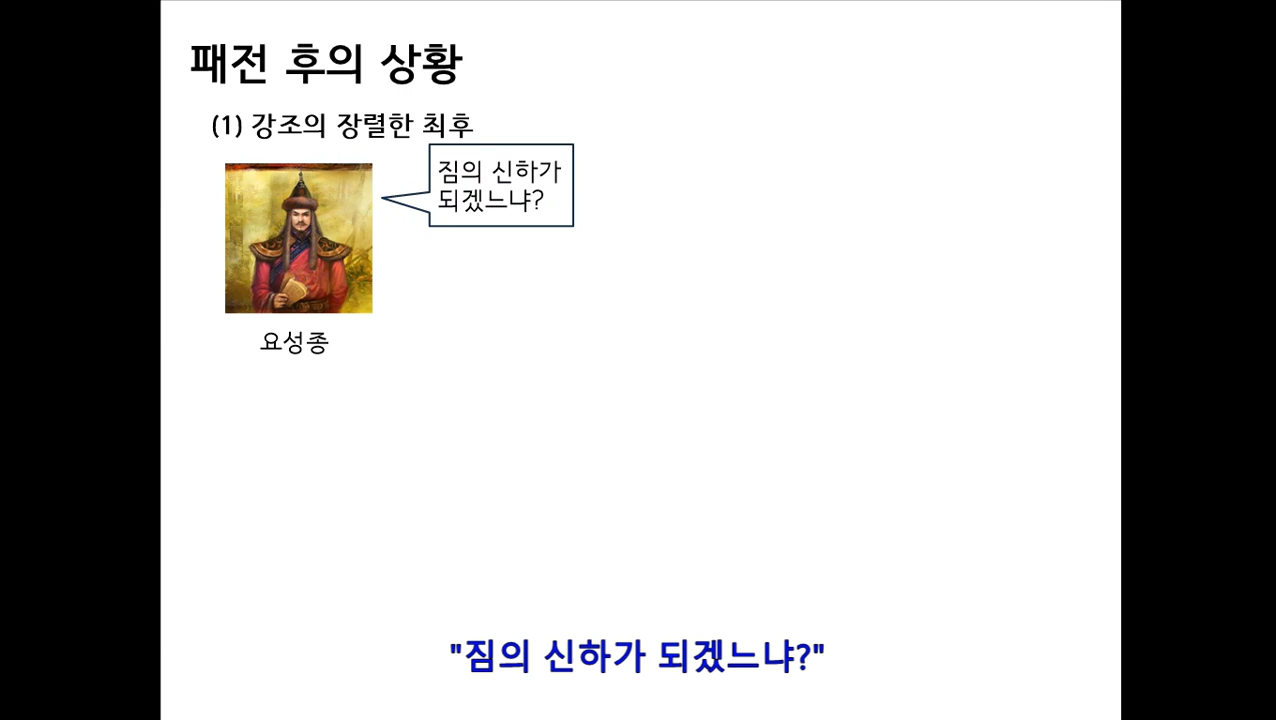 패전 후의 상황
(1) 강조의 장렬한 최후
짐의 신하가
되겠느냐?
요성종
"짐의 신하가 되겠느냐?"